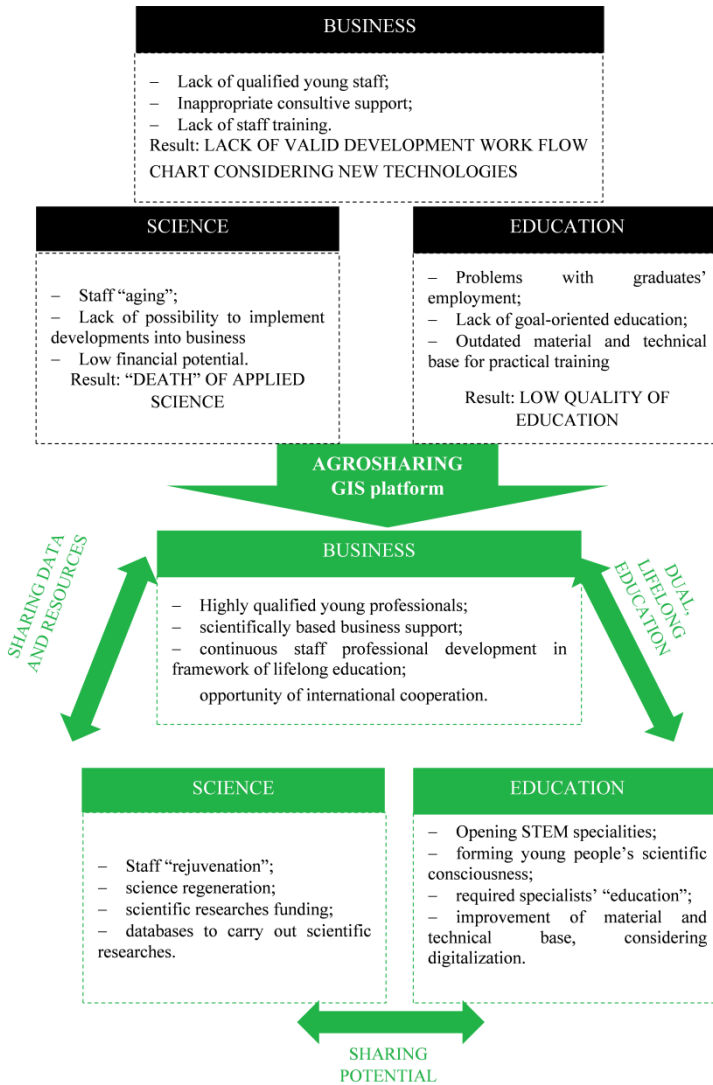 BUSINESS
– Lack of qualified young staff;
– Inappropriate consultive support;
– Lack of staff training.
Result: LACK OF VALID DEVELOPMENT WORK FLOW
CHART CONSIDERING NEW TECHNOLOGIES
SCIENCE
– Staff “aging”;
– Lack of possibility to implement
developments into business
– Low financial potential.
Result: “DEATH” OF APPLIED
SCIENCE
EDUCATION
– Problems with graduates’
employment;
– Lack of goal-oriented education;
– Outdated material and technical
base for practical training
Result: LOW QUALITY OF
EDUCATION
AGROSHARING
GIS platform
SHARING DATA
AND RESOURCES
BUSINESS
– Highly qualified young professionals;
– scientifically based business support;
– continuous staff professional development in
framework of lifelong education;
opportunity of international cooperation.
DUAL,
LIFELONG
EDUCATION
SCIENCE
– Staff “rejuvenation”;
– science regeneration;
– scientific researches funding;
– databases to carry out scientific
researches.
EDUCATION
– Opening STEM specialities;
– forming young people’s scientific
consciousness;
– required specialists’ “education”;
– improvement of material and
technical base, considering
digitalization.
SHARING
POTENTIAL